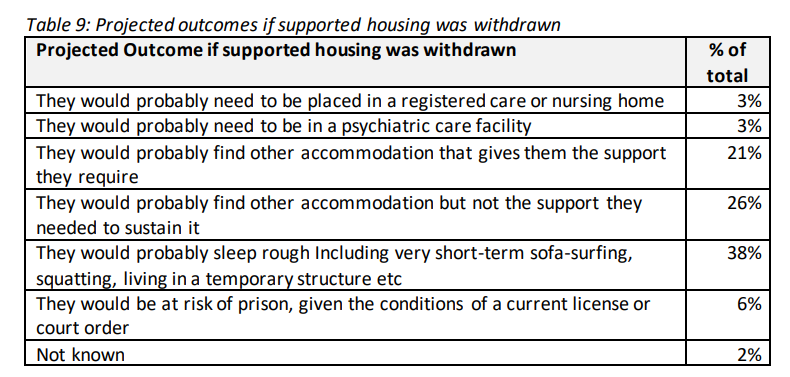 Table 9: Projected outcomes if supported housing was withdrawn
Projected Outcome if supported housing was withdrawn % of
total
They would probably need to be placed in a registered care or nursing home 3%
They would probably need to be in a psychiatric care facility 3%
They would probably find other accommodation that gives them the support 21%
they require
They would probably find other accommodation but not the support they 26%
needed to sustain it
They would probably sleep rough Including very short-term sofa-surfing, 38%
squatting, living in a temporary structure etc
They would be at risk of prison, given the conditions of a current license or 6%
court order
Not known 2%